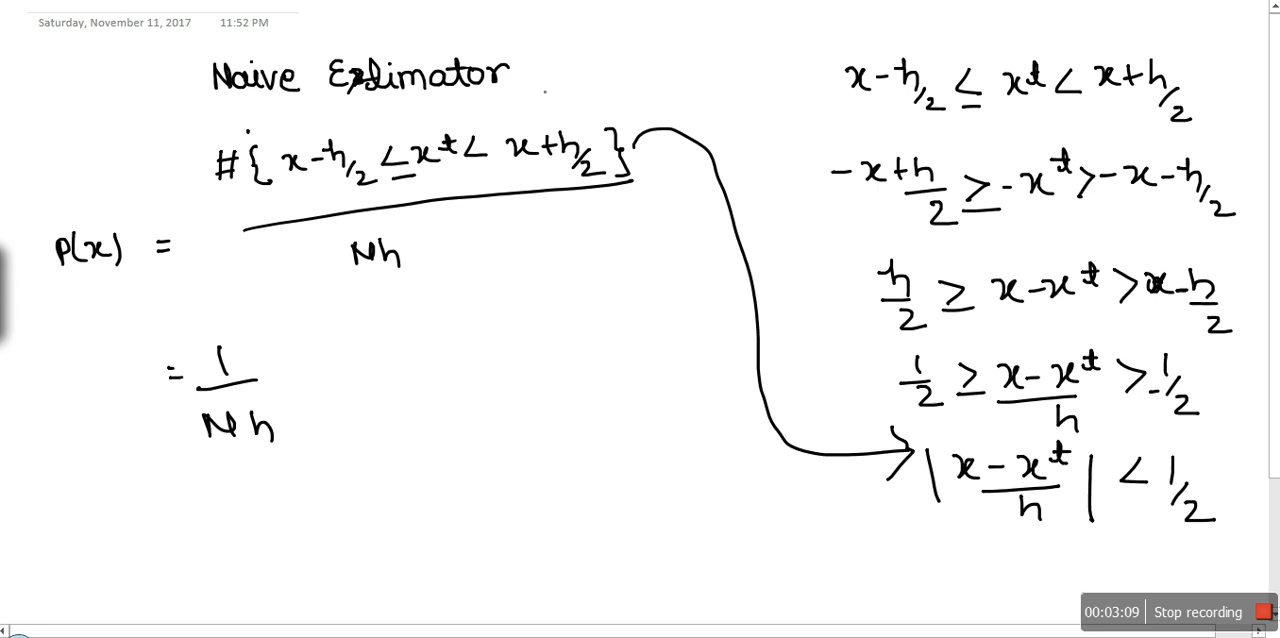 Saturday, November 11, 2017 11:52 PM
Naive Estimator
#{ x-h/2 ≤ x^t < x+h/2 }
p(x) =
Nh
= 1/Nh
x-h/2 ≤ x^t < x+h/2
-x+h/2 ≥ -x^t > -x-h/2
h/2 ≥ x-x^t > -h/2
1/2 ≥ (x-x^t)/h > -1/2
|(x-x^t)/h| < 1/2
00:03:09 Stop recording